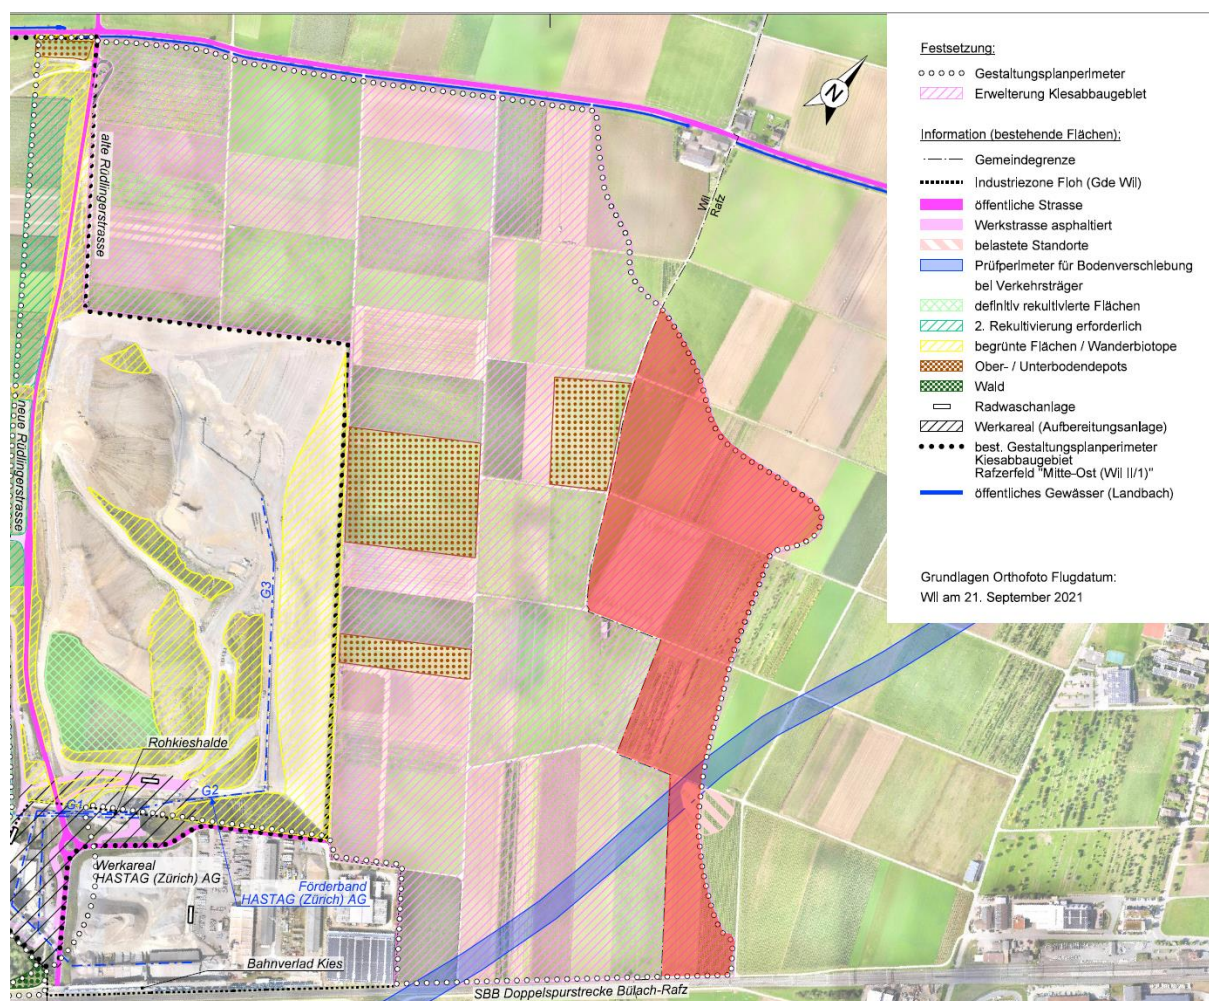 Festsetzung:
Gestaltungsplanperimeter
Erweiterung Kiesabbaugebiet
Information (bestehende Flächen):
Gemeindegrenze
Industriezone Floh (Gde Wil)
öffentliche Strasse
Werkstrasse asphaltiert
belastete Standorte
Prüfperimeter für Bodenverschiebung
bei Verkehrsträger
definitiv rekultivierte Flächen
2. Rekultivierung erforderlich
begrünte Flächen / Wanderbiotope
Ober- / Unterbodendepots
Wald
Radwaschanlage
Werkareal (Aufbereitungsanlage)
best. Gestaltungsplanperimeter
Kiesabbaugebiet
Rafzerfeld "Mitte-Ost (Wil II/1)"
öffentliches Gewässer (Landbach)
Grundlagen Orthofoto Flugdatum:
Wil am 21. September 2021
N
alte Rüdlingerstrasse
Wil
Rafz
neue Rüdlingerstrasse
G3
Rohkieshalde
G1
G2
Werkareal
HASTAG (Zürich) AG
Förderband
HASTAG (Zürich) AG
Bahnverlad Kies
SBB Doppelspurstrecke Bülach-Rafz